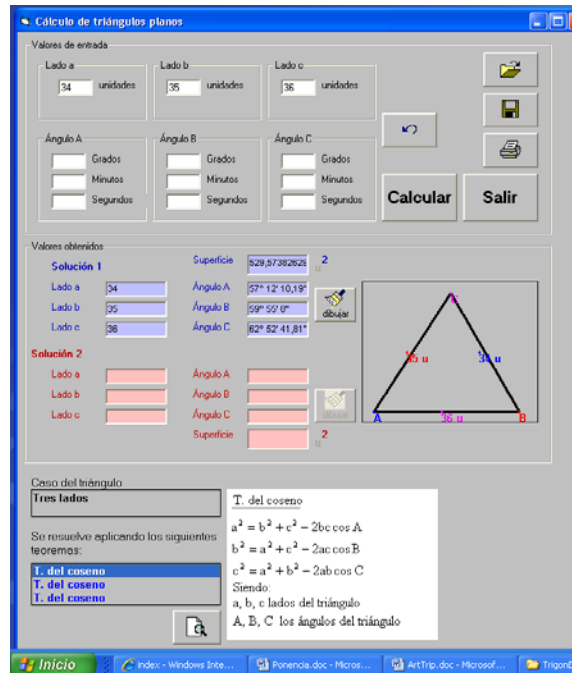 Cálculo de triángulos planos
Valores de entrada
Lado a
34 unidades
Lado b
35 unidades
Lado c
36 unidades
Ángulo A
Grados
Minutos
Segundos
Ángulo B
Grados
Minutos
Segundos
Ángulo C
Grados
Minutos
Segundos
Calcular
Salir
Valores obtenidos
Solución 1
Superficie 529,57382628 u 2
Lado a 34 Ángulo A 57º 12' 10,19"
Lado b 35 Ángulo B 59º 55' 8"
Lado c 36 Ángulo C 62º 52' 41,81"
dibujar
Solución 2
Lado a Ángulo A
Lado b Ángulo B
Lado c Ángulo C
dibujar
Superficie u 2
C
35 u
34 u
A
36 u
B
Caso del triángulo
Tres lados
Se resuelve aplicando los siguientes
teoremas:
T. del coseno
T. del coseno
T. del coseno
T. del coseno
a² = b² + c² − 2bc cos A
b² = a² + c² − 2ac cos B
c² = a² + b² − 2ab cos C
Siendo:
a, b, c lados del triángulo
A, B, C los ángulos del triángulo
Inicio
index - Windows Inte...
Ponencia.doc - Micros...
ArtTrip.doc - Microsof...
TrigonD